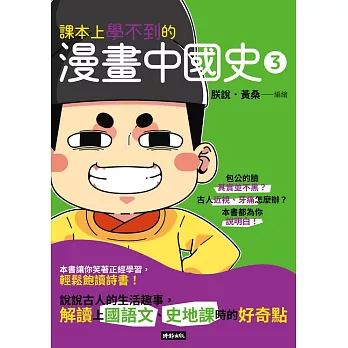 課本上學不到的
漫畫中國史3
朕說·黃桑——編繪
包公的臉
其實並不黑？
古人近視、牙痛怎麼辦？
本書都為你
說明白！
本書讓你笑著正經學習，
輕鬆飽讀詩書！
說說古人的生活趣事，
解讀上國語文、史地課時的好奇點
時報出版